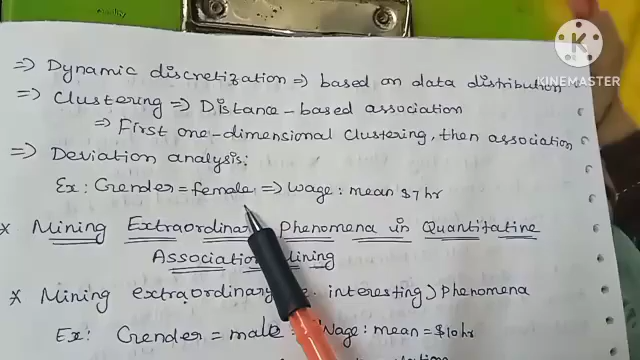 ⇒ Dynamic discretization ⇒ based on data distribution
⇒ Clustering ⇒ Distance-based association
⇒ First one-dimensional clustering, then association
⇒ Deviation analysis:
Ex: Gender = female ⇒ Wage: mean $7 hr
* Mining Extraordinary Phenomena in Quantitative
Association Mining
* Mining extraordinary interesting) Phenomena
Ex: Gender = male Wage: mean = $10 hr
K
KINEMASTER